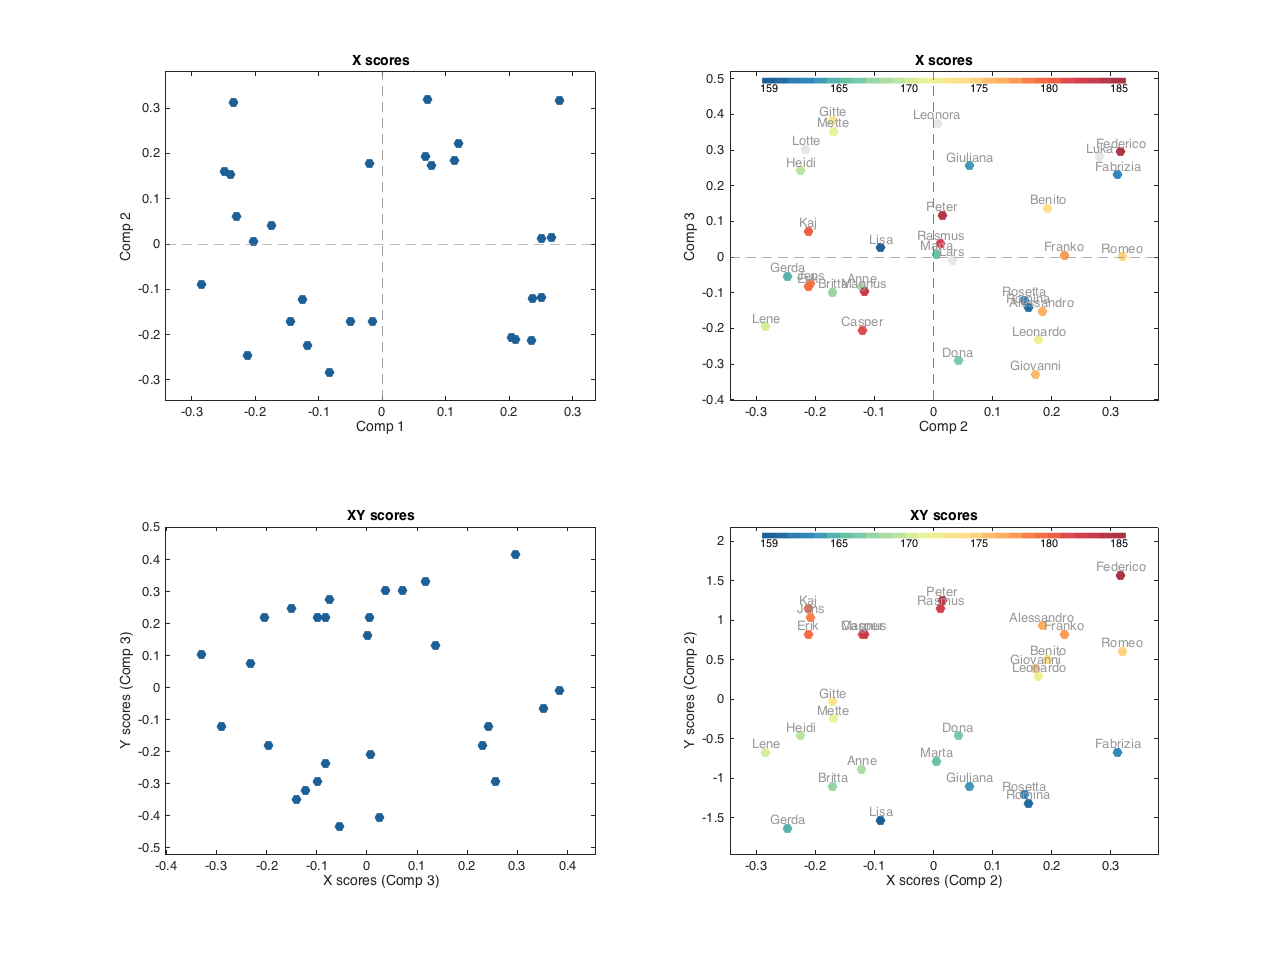 X scores
0.3
0.2
0.1
0
-0.1
-0.2
-0.3
Comp 2
-0.3
-0.2
-0.1
0
0.1
0.2
0.3
Comp 1
X scores
159
165
170
175
180
185
0.5
0.4
0.3
0.2
0.1
0
-0.1
-0.2
-0.3
-0.4
Comp 3
Gitte
Mette
Leonora
Lotte
Federico
Luka
Heidi
Giuliana
Fabrizia
Benito
Peter
Kaj
Lisa
Rasmus
Marta
Lars
Franko
Romeo
Gerda
Jens
Erik
Britta
Anne
Magnus
Rosetta
Romina
Alessandro
Lene
Casper
Leonardo
Dona
Giovanni
-0.3
-0.2
-0.1
0
0.1
0.2
0.3
Comp 2
XY scores
0.5
0.4
0.3
0.2
0.1
0
-0.1
-0.2
-0.3
-0.4
-0.5
Y scores (Comp 3)
-0.4
-0.3
-0.2
-0.1
0
0.1
0.2
0.3
0.4
X scores (Comp 3)
XY scores
159
165
170
175
180
185
2
1.5
1
0.5
0
-0.5
-1
-1.5
Y scores (Comp 2)
Federico
Peter
Kaj
Rasmus
Jens
Erik
Casper
Alessandro
Franko
Romeo
Benito
Giovanni
Leonardo
Gitte
Mette
Heidi
Dona
Lene
Fabrizia
Marta
Anne
Britta
Giuliana
Rosetta
Romina
Lisa
Gerda
-0.3
-0.2
-0.1
0
0.1
0.2
0.3
X scores (Comp 2)